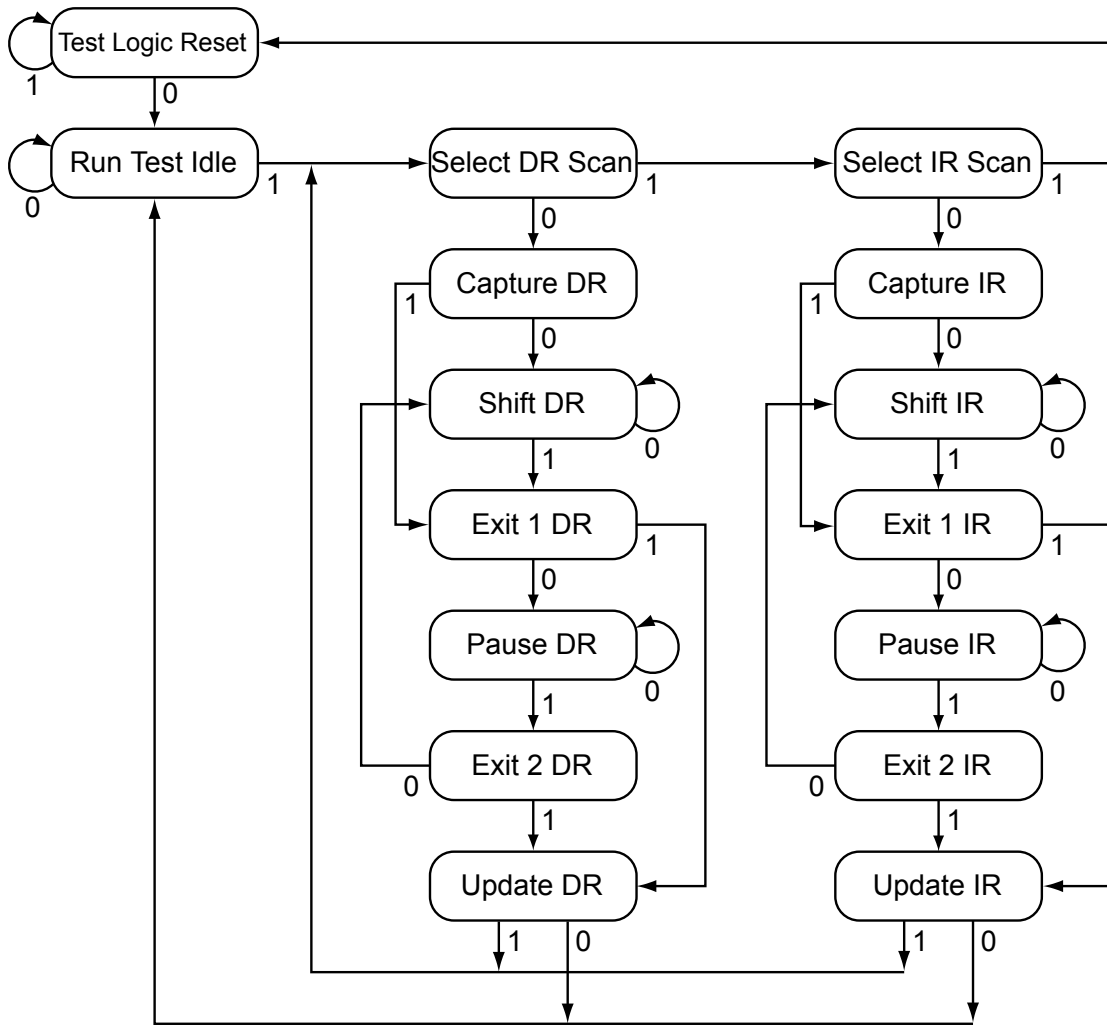 Test Logic Reset
1
0
Run Test Idle
1
0
Select DR Scan
1
0
Select IR Scan
1
0
Capture DR
1
0
Capture IR
1
0
Shift DR
0
1
Shift IR
0
1
Exit 1 DR
1
0
Exit 1 IR
1
0
Pause DR
0
1
Pause IR
0
1
Exit 2 DR
0
1
Exit 2 IR
0
1
Update DR
1
0
Update IR
1
0